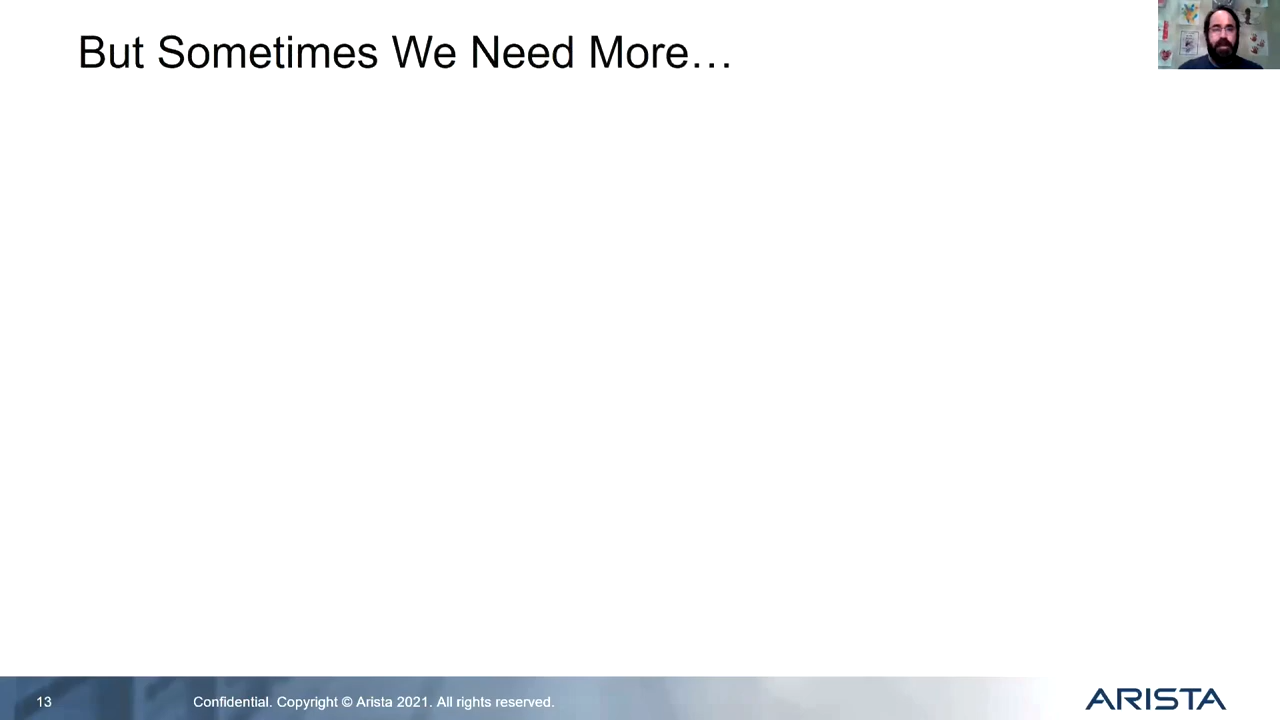 But Sometimes We Need More…
13
Confidential. Copyright © Arista 2021. All rights reserved.
ARISTA